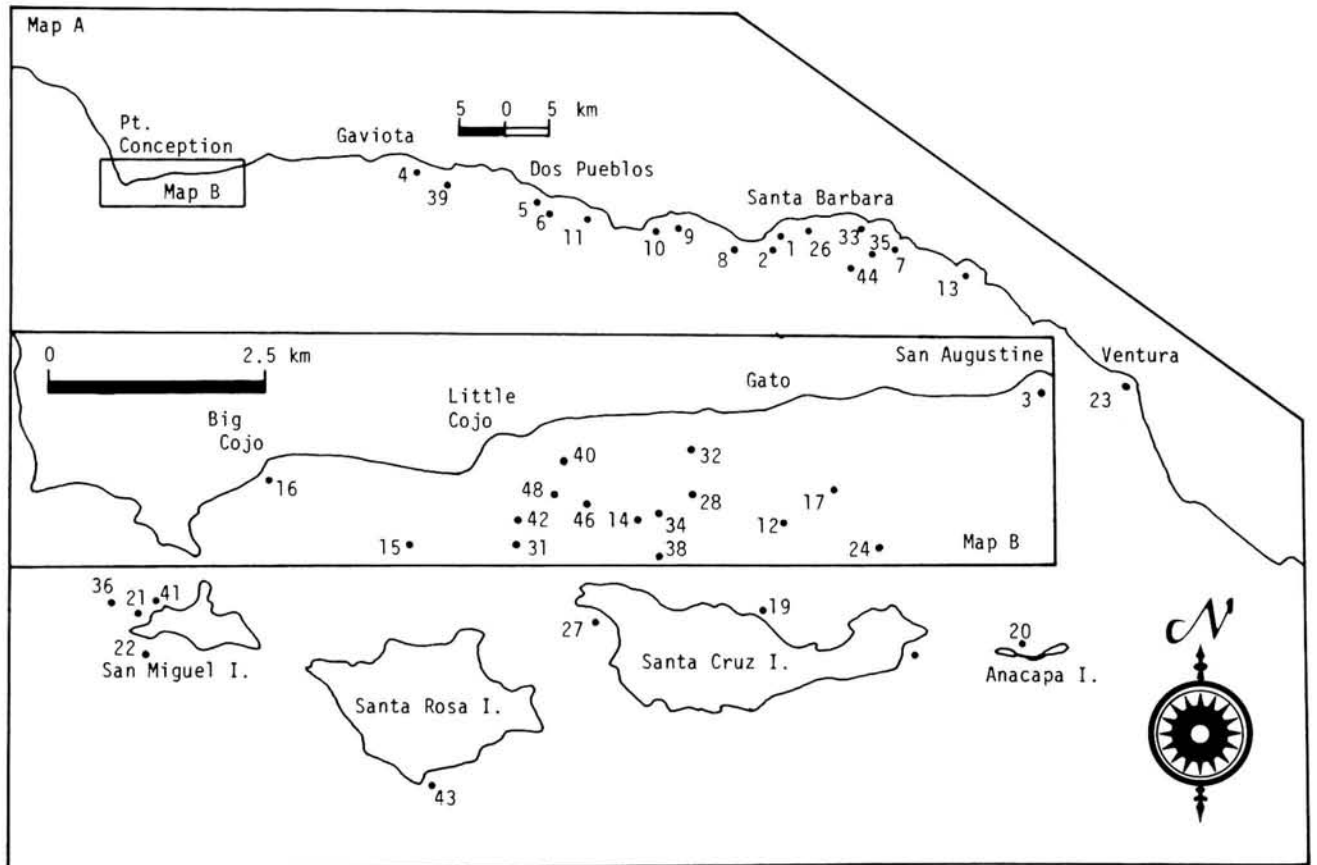 Map A
5 0 5 km
Pt.
Conception
Gaviota
Dos Pueblos
Santa Barbara
Map B
4
39
5
6
11
10
9
8
2
1
26
33
35
44
7
13
0 2.5 km
San Augustine
Ventura
Big
Cojo
Little
Cojo
Gato
3
23
16
40
32
48
28
17
42
46
14
34
12
15
31
38
24
Map B
36
21
41
22
San Miguel I.
27
19
Santa Cruz I.
20
Anacapa I.
Santa Rosa I.
43
N